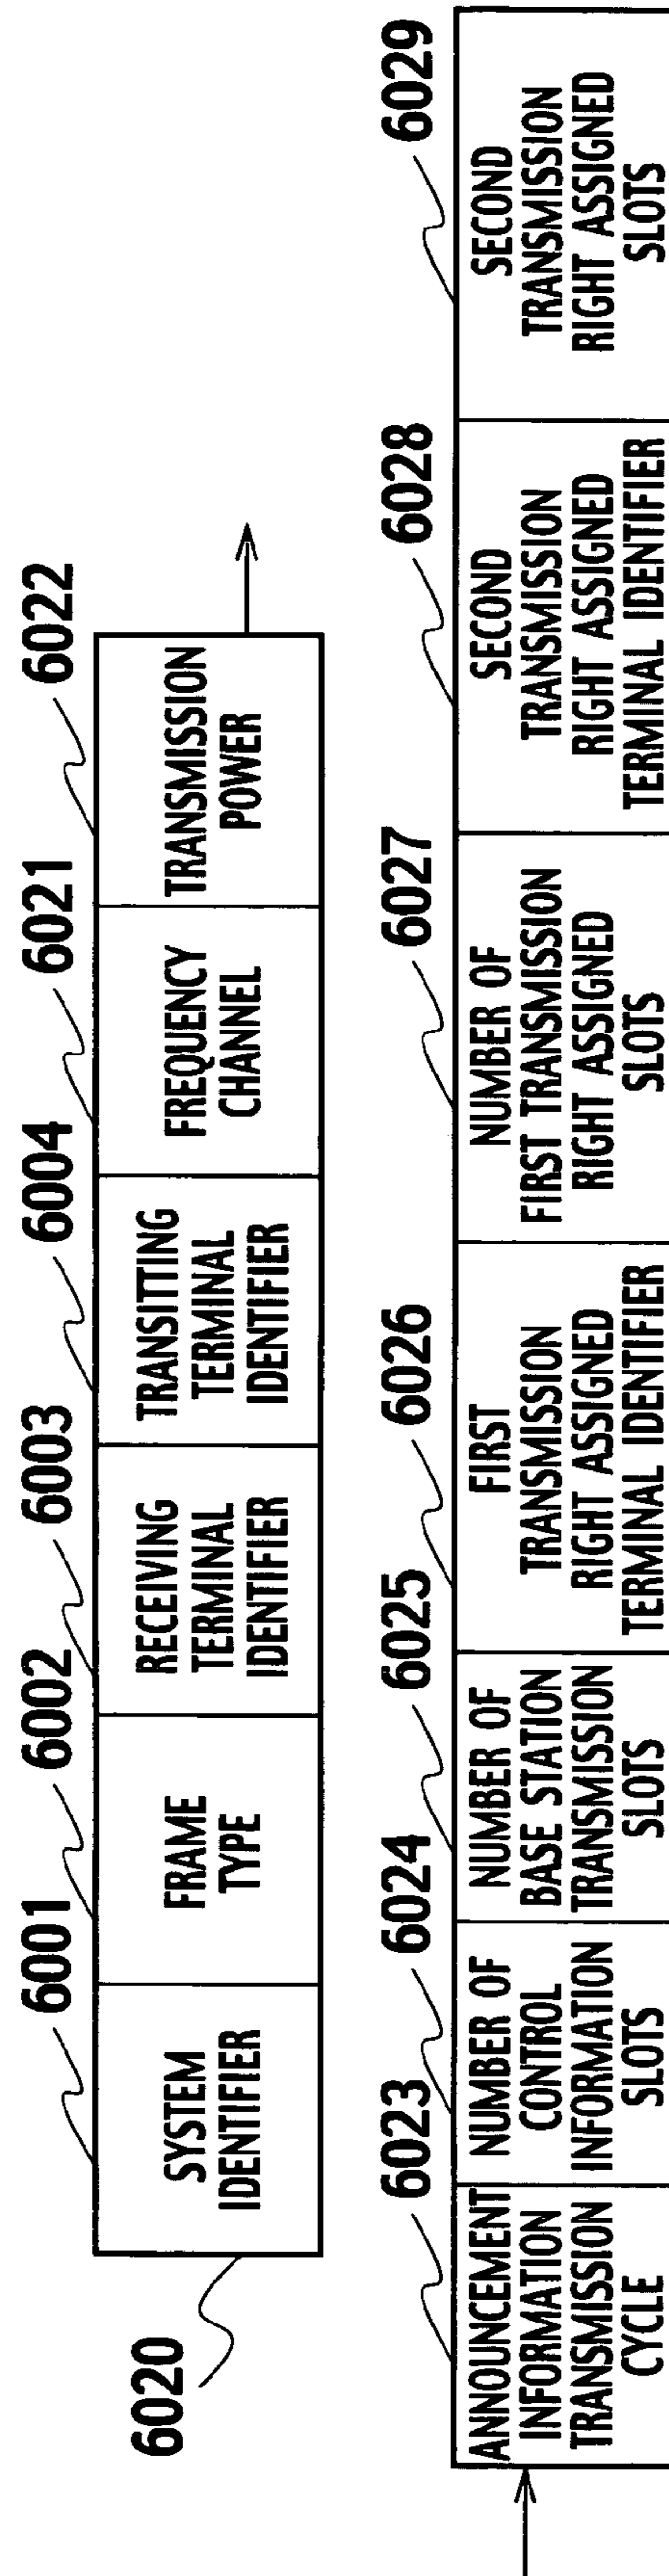 6020
6001
SYSTEM
IDENTIFIER
6002
FRAME
TYPE
6003
RECEIVING
TERMINAL
IDENTIFIER
6004
TRANSITTING
TERMINAL
IDENTIFIER
6021
FREQUENCY
CHANNEL
6022
TRANSMISSION
POWER
6023
ANNOUNCEMENT
INFORMATION
TRANSMISSION
CYCLE
6024
NUMBER OF
CONTROL
INFORMATION
SLOTS
6025
NUMBER OF
BASE STATION
TRANSMISSION
SLOTS
6026
FIRST
TRANSMISSION
RIGHT ASSIGNED
TERMINAL IDENTIFIER
6027
NUMBER OF
FIRST TRANSMISSION
RIGHT ASSIGNED
SLOTS
6028
SECOND
TRANSMISSION
RIGHT ASSIGNED
TERMINAL IDENTIFIER
6029
SECOND
TRANSMISSION
RIGHT ASSIGNED
SLOTS